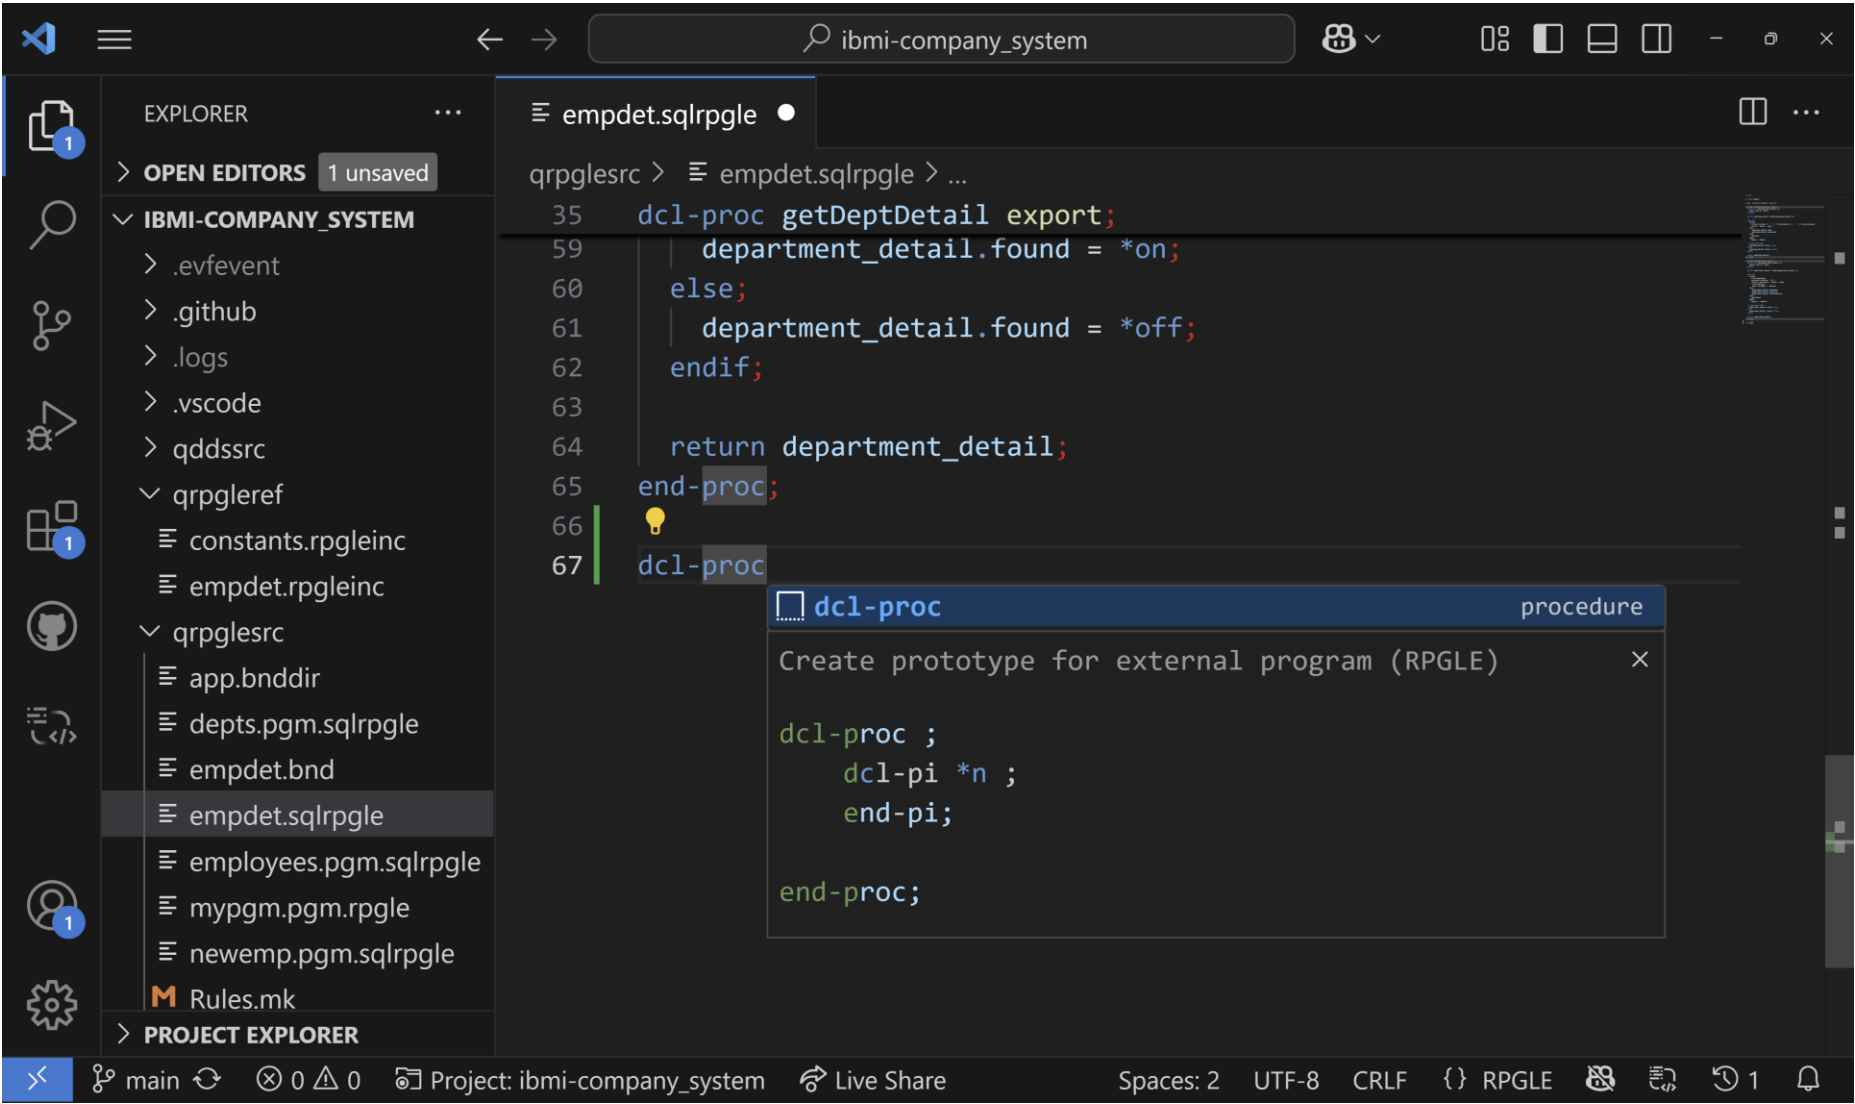 ibmi-company_system
EXPLORER
empdet.sqlrpgle
1
OPEN EDITORS 1 unsaved
qrpglesrc > empdet.sqlrpgle > ...
IBMI-COMPANY_SYSTEM
.evfevent
.github
.logs
.vscode
qddssrc
qrpgleref
constants.rpgleinc
1
empdet.rpgleinc
qrpglesrc
app.bnddir
depts.pgm.sqlrpgle
empdet.bnd
empdet.sqlrpgle
employees.pgm.sqlrpgle
mypgm.pgm.rpgle
1
newemp.pgm.sqlrpgle
M Rules.mk
PROJECT EXPLORER
35 dcl-proc getDeptDetail export;
59 department_detail.found = *on;
60 else;
61 department_detail.found = *off;
62 endif;
63
64 return department_detail;
65 end-proc;
66
67 dcl-proc
dcl-proc procedure
Create prototype for external program (RPGLE)
dcl-proc ;
dcl-pi *n ;
end-pi;
end-proc;
main 0 0 Project: ibmi-company_system Live Share Spaces: 2 UTF-8 CRLF {} RPGLE 1